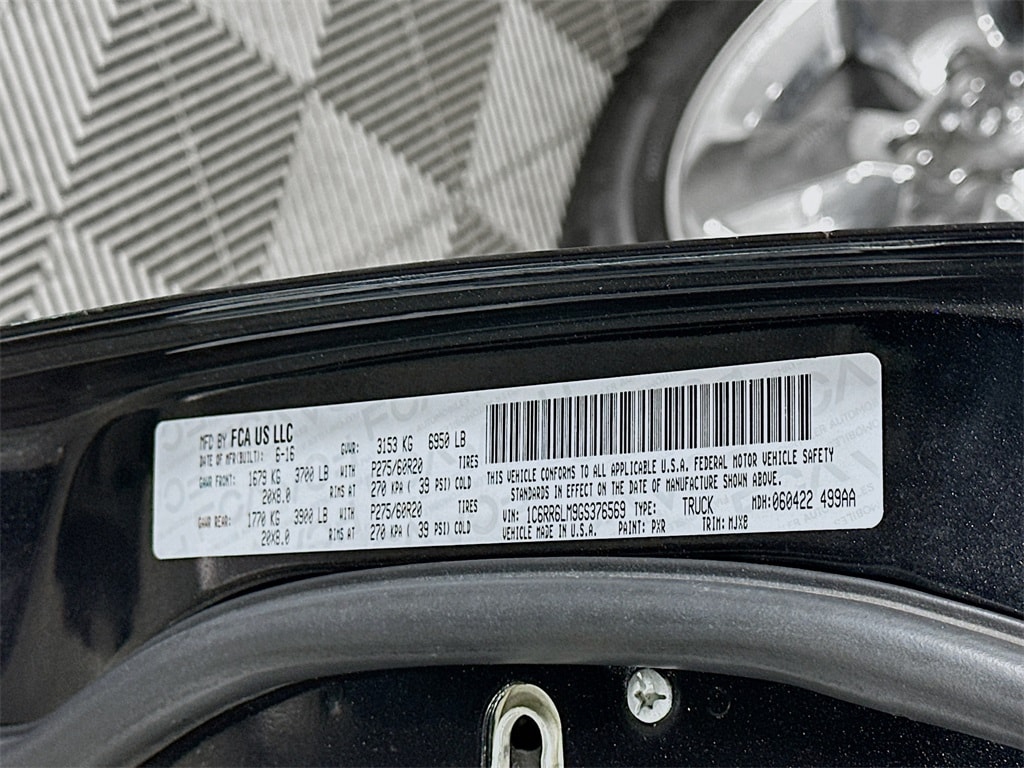 MFD BY FCA US LLC
DATE OF MFR(BUILT): 6-16 GVWR: 3153 KG 6950 LB
GAWR FRONT: 1679 KG 3700 LB WITH P275/60R20 TIRES
20X8.0 RIMS AT 270 KPA ( 39 PSI) COLD
GAWR REAR: 1770 KG 3900 LB WITH P275/60R20 TIRES
20X8.0 RIMS AT 270 KPA ( 39 PSI) COLD
THIS VEHICLE CONFORMS TO ALL APPLICABLE U.S.A. FEDERAL MOTOR VEHICLE SAFETY
STANDARDS IN EFFECT ON THE DATE OF MANUFACTURE SHOWN ABOVE.
VIN: 1C6RR6LM9GS376569 TYPE: TRUCK MDH:060422 499AA
VEHICLE MADE IN U.S.A. PAINT: PXR TRIM: MJX8